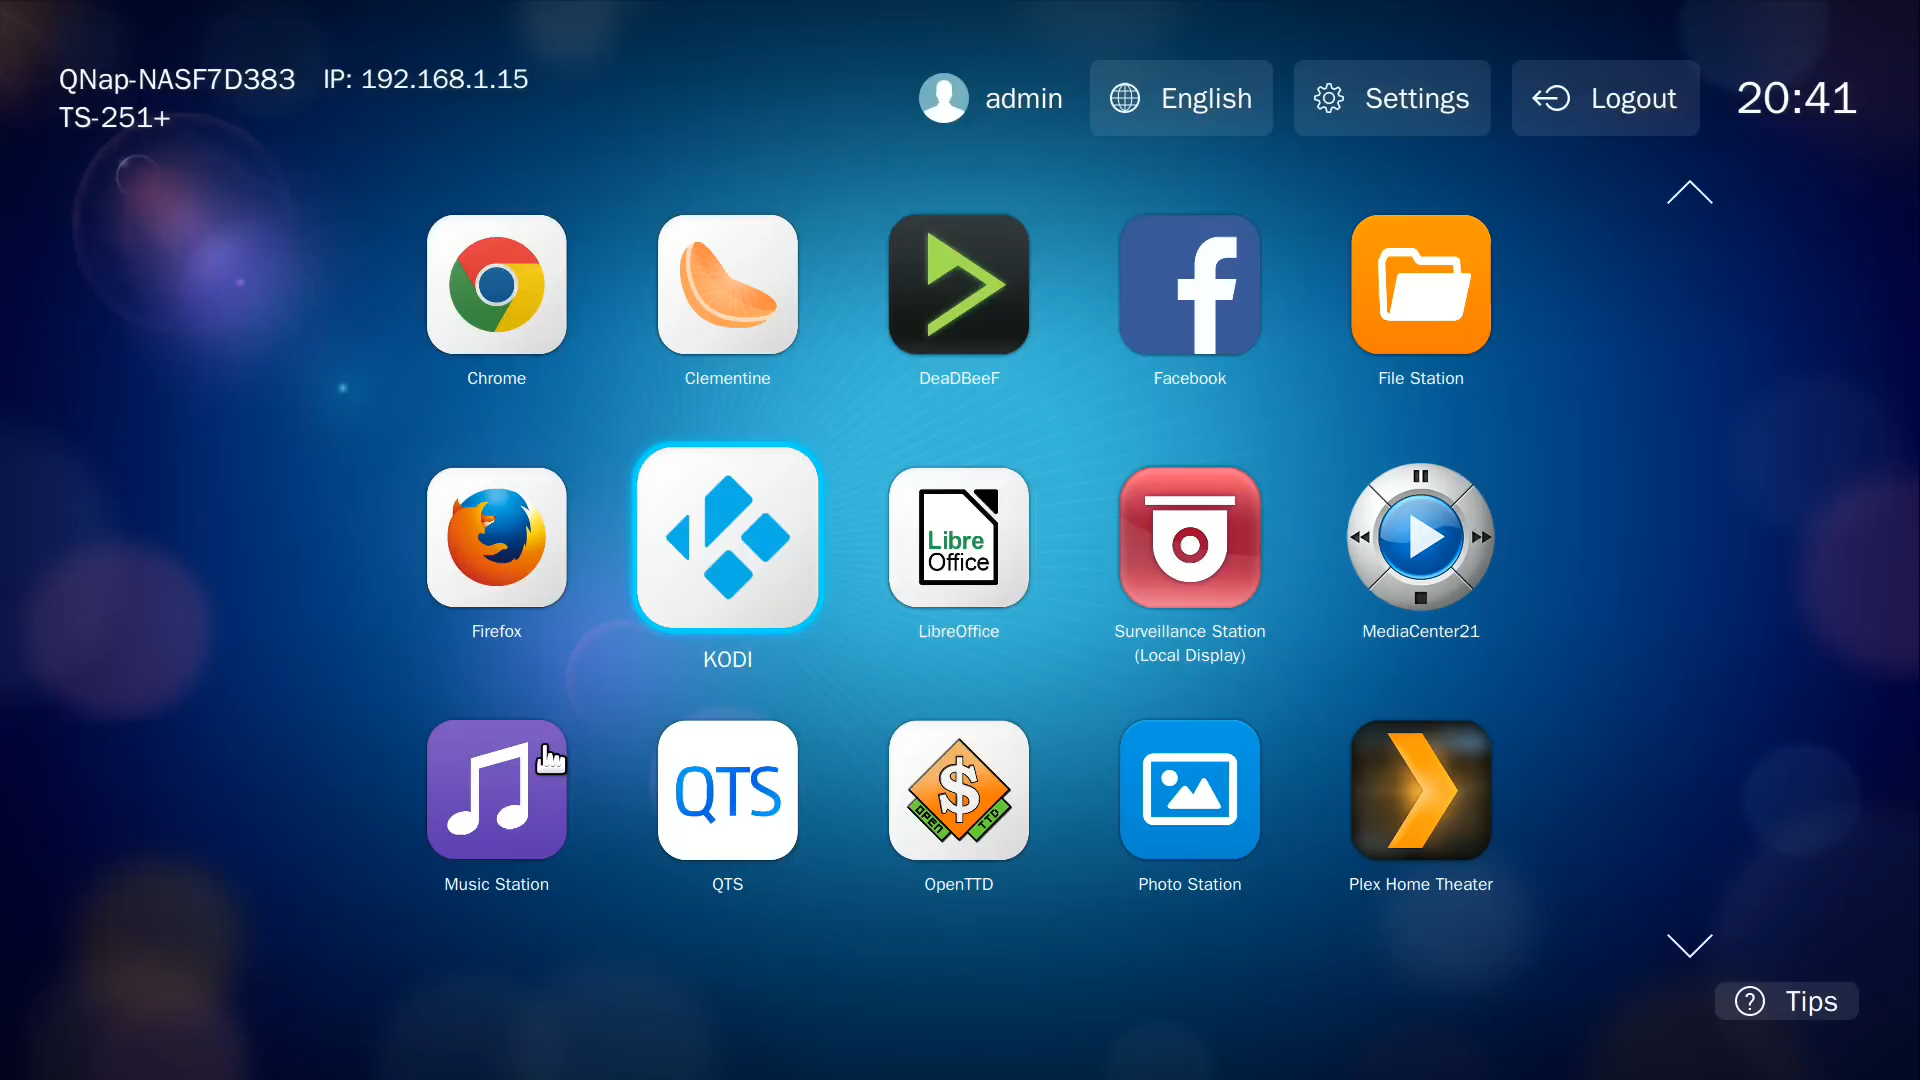 QNap-NASF7D383 IP: 192.168.1.15
TS-251+
admin
English
Settings
Logout
20:41
Chrome
Clementine
DeaDBeeF
Facebook
File Station
Libre
Office
Firefox
KODI
LibreOffice
Surveillance Station
(Local Display)
MediaCenter21
QTS
$
OPEN
TTD
Music Station
QTS
OpenTTD
Photo Station
Plex Home Theater
? Tips